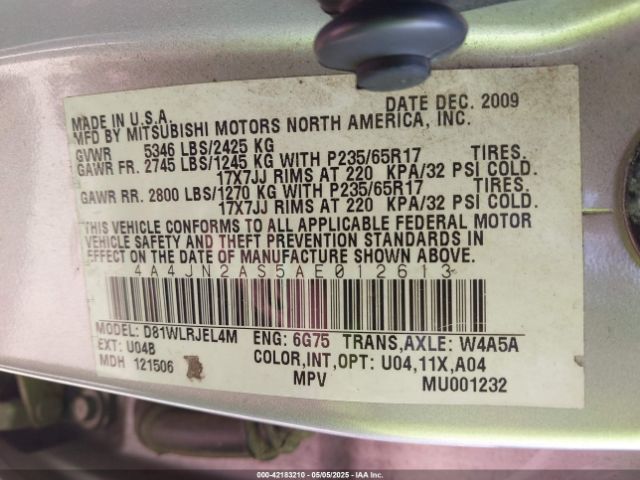 MADE IN U.S.A. DATE DEC. 2009
MFD BY MITSUBISHI MOTORS NORTH AMERICA, INC.
GVWR 5346 LBS/2425 KG
GAWR FR. 2745 LBS/1245 KG WITH P235/65R17 TIRES,
17X7JJ RIMS AT 220 KPA/32 PSI COLD.
GAWR RR. 2800 LBS/1270 KG WITH P235/65R17 TIRES,
17X7JJ RIMS AT 220 KPA/32 PSI COLD.
THIS VEHICLE CONFORMS TO ALL APPLICABLE FEDERAL MOTOR
VEHICLE SAFETY AND THEFT PREVENTION STANDARDS IN
EFFECT ON THE DATE OF MANUFACTURE SHOWN ABOVE.
4A4JN2AS5AE012613
MODEL: D81WLRJEL4M ENG: 6G75 TRANS,AXLE: W4A5A
EXT: U04B COLOR,INT,OPT: U04,11X,A04
MDH 121506 MPV MU001232
000-42183210 - 05/05/2025 - IAA Inc.